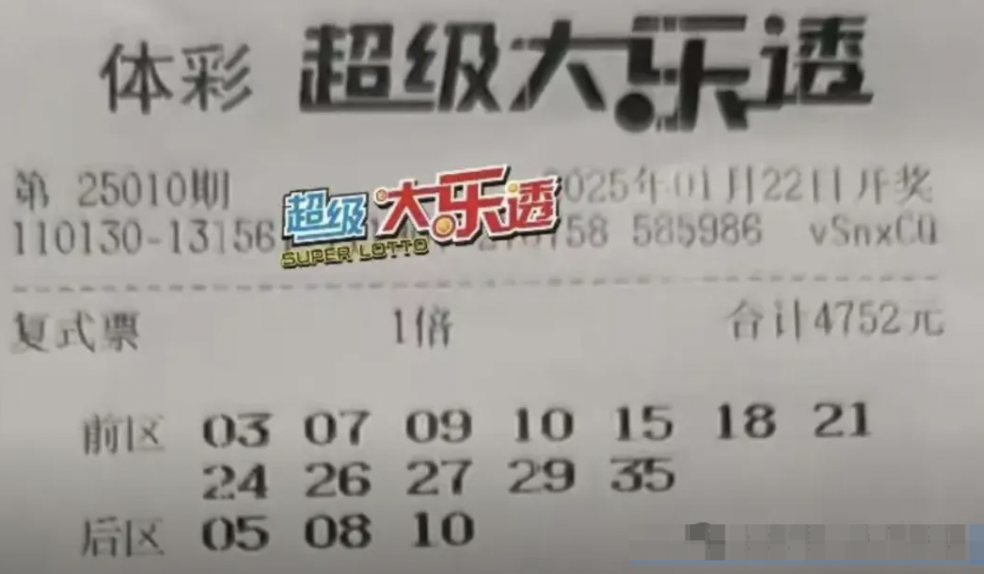 体彩 超级大乐透
第 25010期 025年01月22日开奖
超级大乐透
SUPER LOTTO
110130-13156 58 585986 vSnxCQ
复式票 1倍 合计4752元
前区 03 07 09 10 15 18 21
24 26 27 29 35
后区 05 08 10